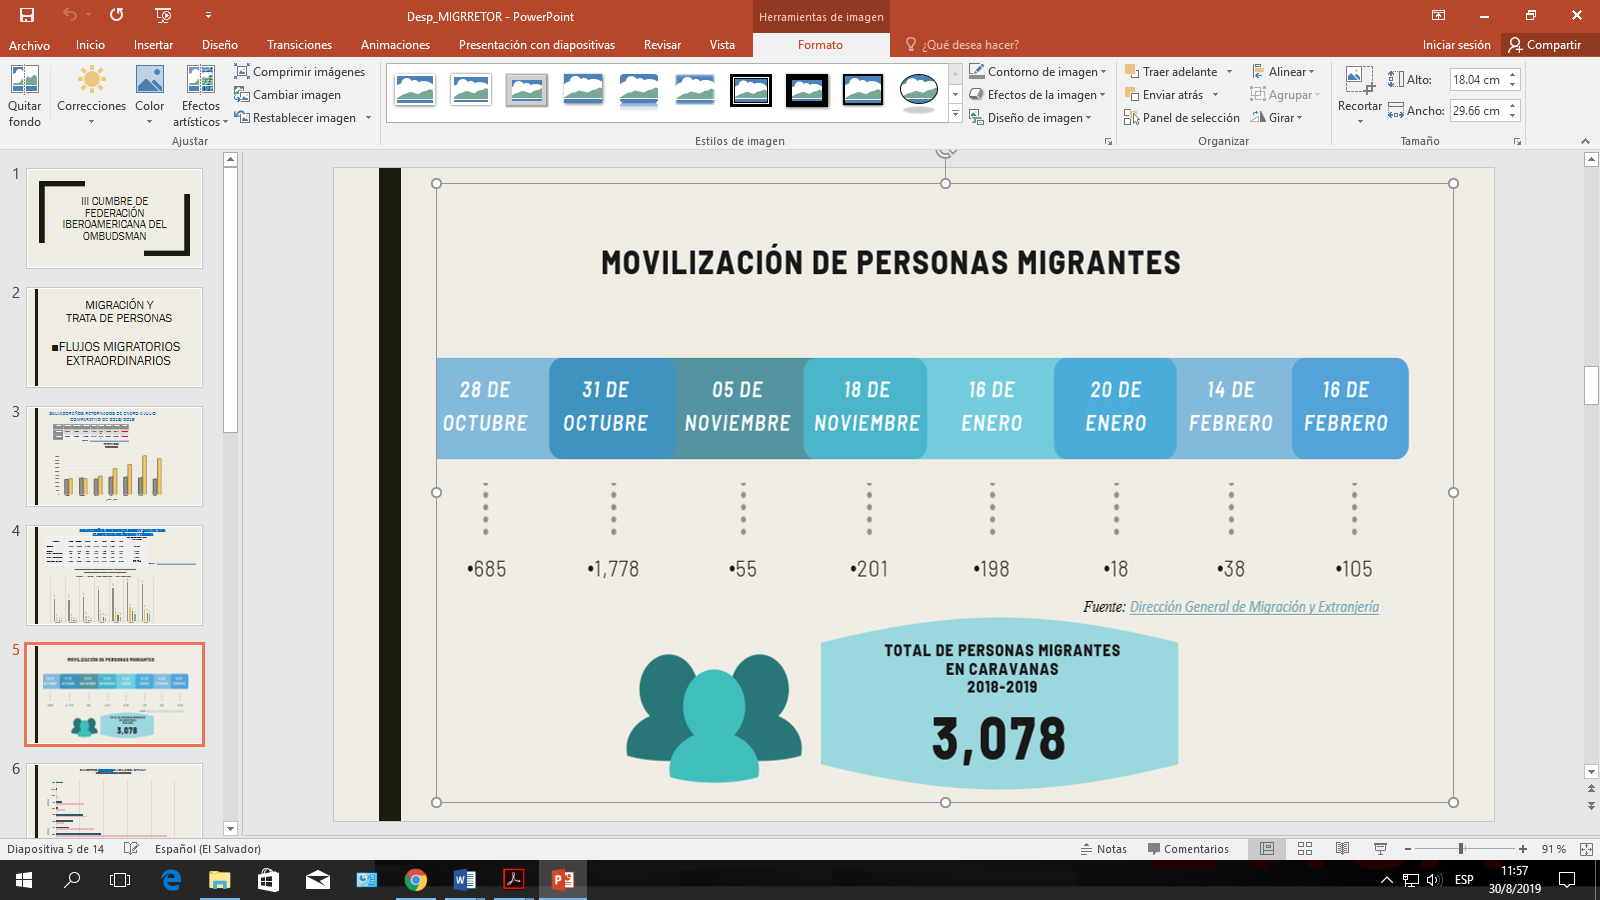 Desp_MIGRRETOR - PowerPoint
Herramientas de imagen
Archivo
Inicio
Insertar
Diseño
Transiciones
Animaciones
Presentación con diapositivas
Revisar
Vista
Formato
¿Qué desea hacer?
Iniciar sesión
Compartir
Quitar
fondo
Correcciones
Color
Efectos
artísticos
Comprimir imágenes
Cambiar imagen
Restablecer imagen
Ajustar
Estilos de imagen
Contorno de imagen
Efectos de la imagen
Diseño de imagen
Traer adelante
Enviar atrás
Panel de selección
Alinear
Agrupar
Girar
Organizar
Recortar
Alto:
18.04 cm
Ancho:
29.66 cm
Tamaño
1
III CUMBRE DE
FEDERACIÓN
IBEROAMERICANA DEL
OMBUDSMAN
2
MIGRACIÓN Y
TRATA DE PERSONAS
■FLUJOS MIGRATORIOS
EXTRAORDINARIOS
3
4
5
MOVILIZACIÓN DE PERSONAS MIGRANTES
3,078
6
MOVILIZACIÓN DE PERSONAS MIGRANTES
28 DE
OCTUBRE
31 DE
OCTUBRE
05 DE
NOVIEMBRE
18 DE
NOVIEMBRE
16 DE
ENERO
20 DE
ENERO
14 DE
FEBRERO
16 DE
FEBRERO
•685
•1,778
•55
•201
•198
•18
•38
•105
Fuente: Dirección General de Migración y Extranjería
TOTAL DE PERSONAS MIGRANTES
EN CARAVANAS
2018-2019
3,078
Diapositiva 5 de 14
Español (El Salvador)
Notas
Comentarios
91 %
ESP
11:57
30/8/2019